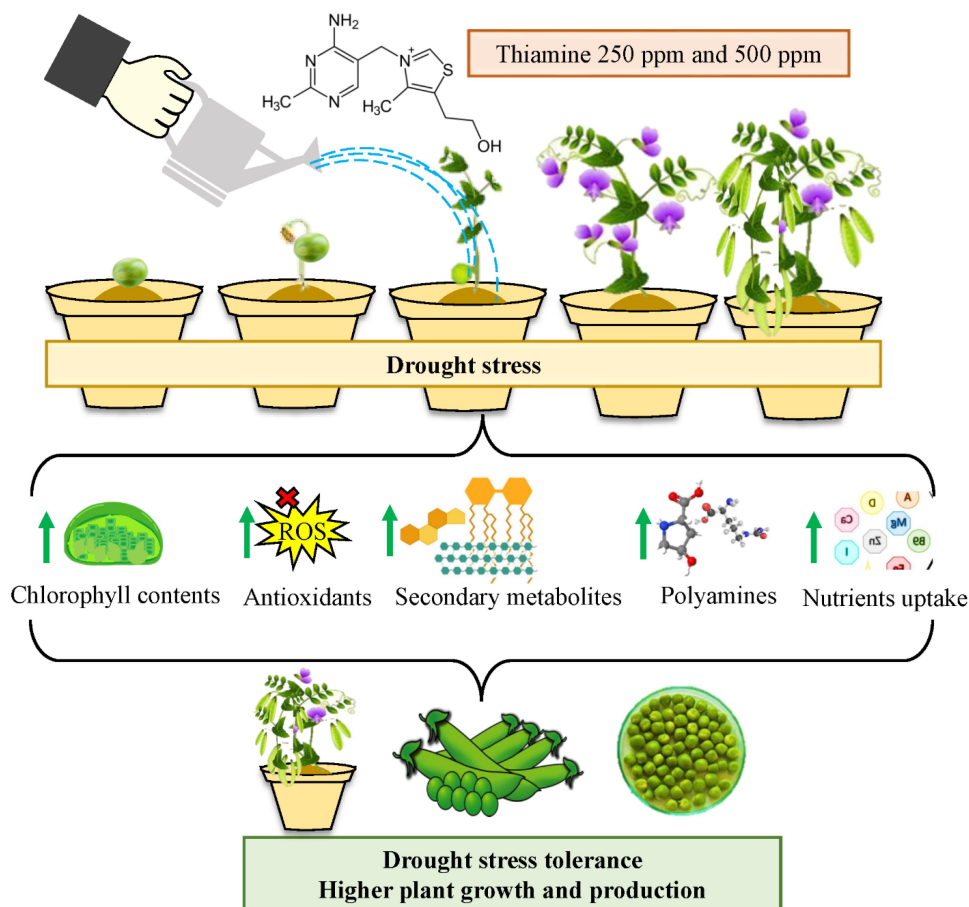 NH₂
N
N⁺
S
H₃C
N
H₃C
OH
Thiamine 250 ppm and 500 ppm
Drought stress
ROS
A
D
Ca
Mg
B9
Zn
I
Fe
Chlorophyll contents
Antioxidants
Secondary metabolites
Polyamines
Nutrients uptake
Drought stress tolerance
Higher plant growth and production